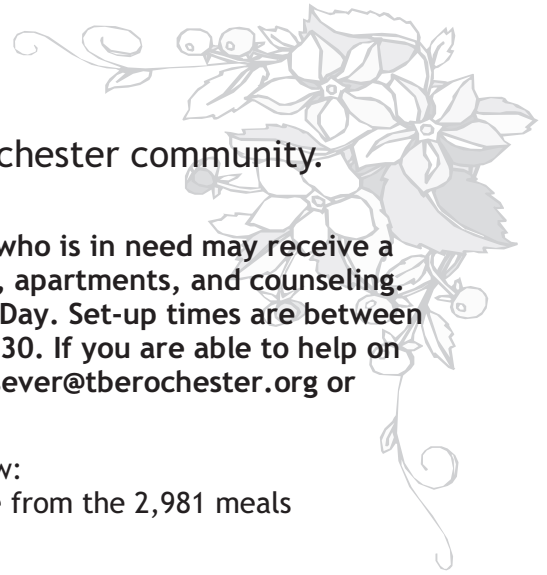 chester community.
who is in need may receive a
, apartments, and counseling.
Day. Set-up times are between
30. If you are able to help on
ever@tberochester.org or
w:
e from the 2,981 meals